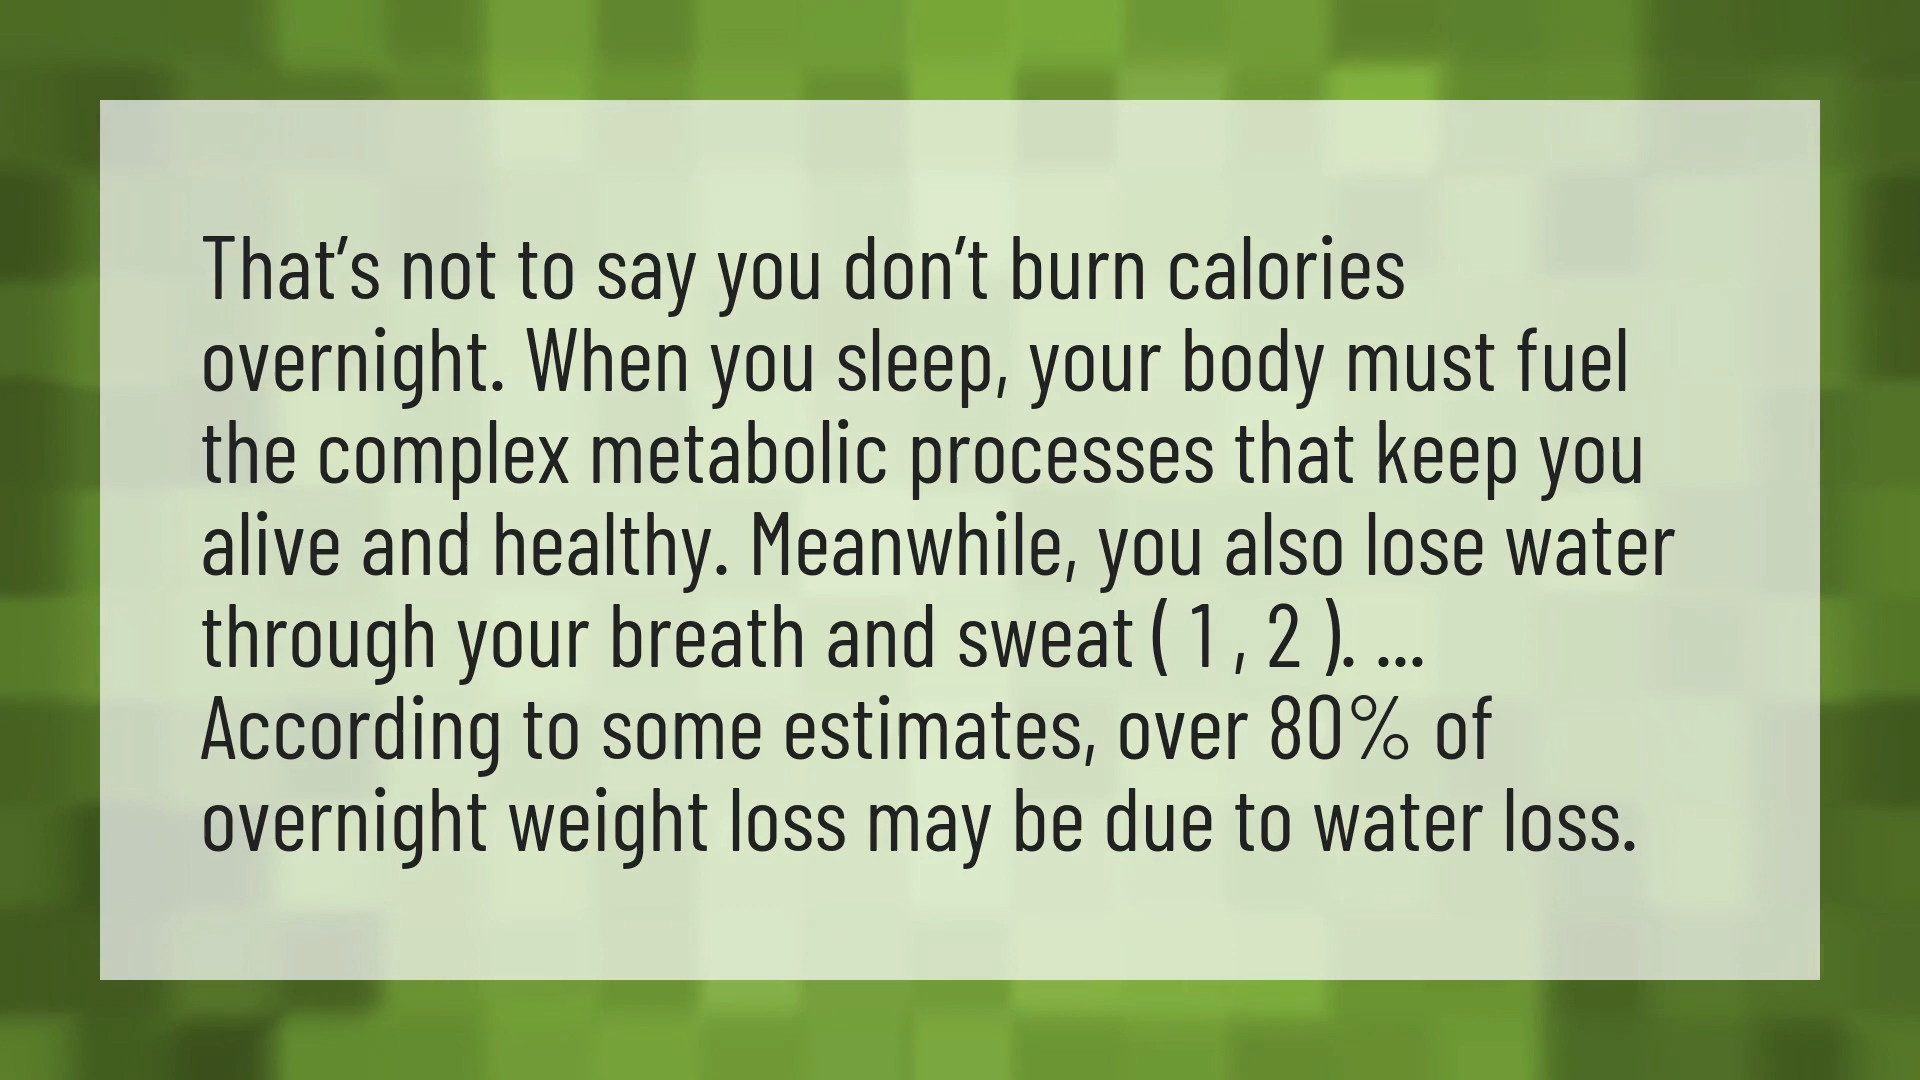 That’s not to say you don’t burn calories
overnight. When you sleep, your body must fuel
the complex metabolic processes that keep you
alive and healthy. Meanwhile, you also lose water
through your breath and sweat ( 1 , 2 ). ...
According to some estimates, over 80% of
overnight weight loss may be due to water loss.